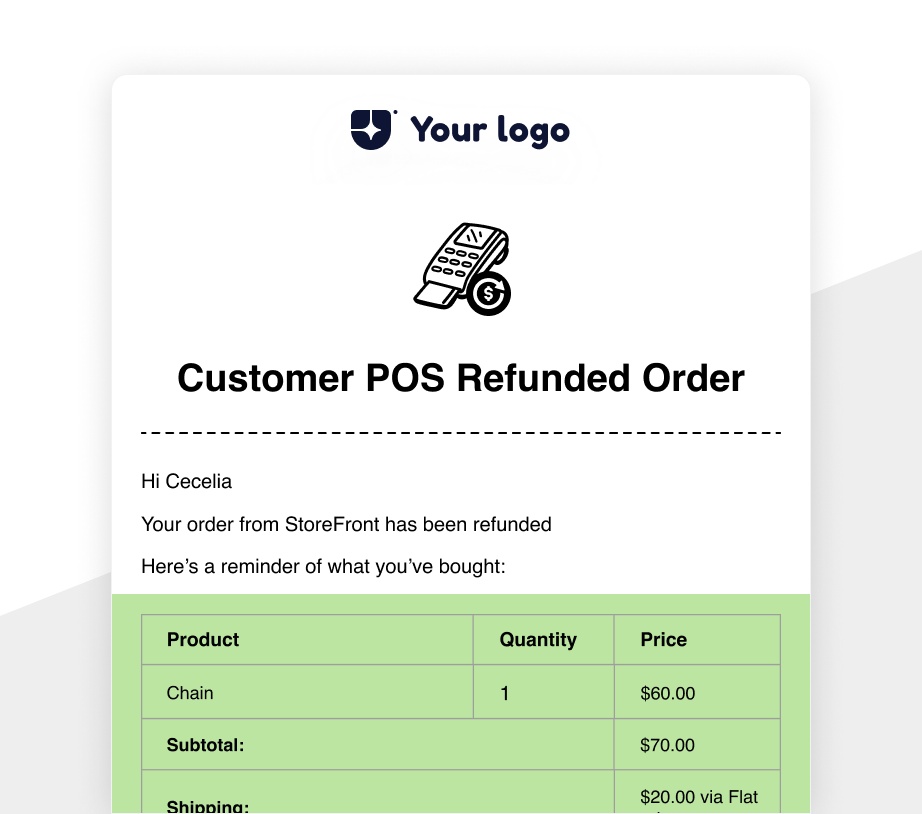 Your logo
Customer POS Refunded Order
Hi Cecelia
Your order from StoreFront has been refunded
Here’s a reminder of what you’ve bought:
Product Quantity Price
Chain 1 $60.00
Subtotal: $70.00
Shipping: $20.00 via Flat